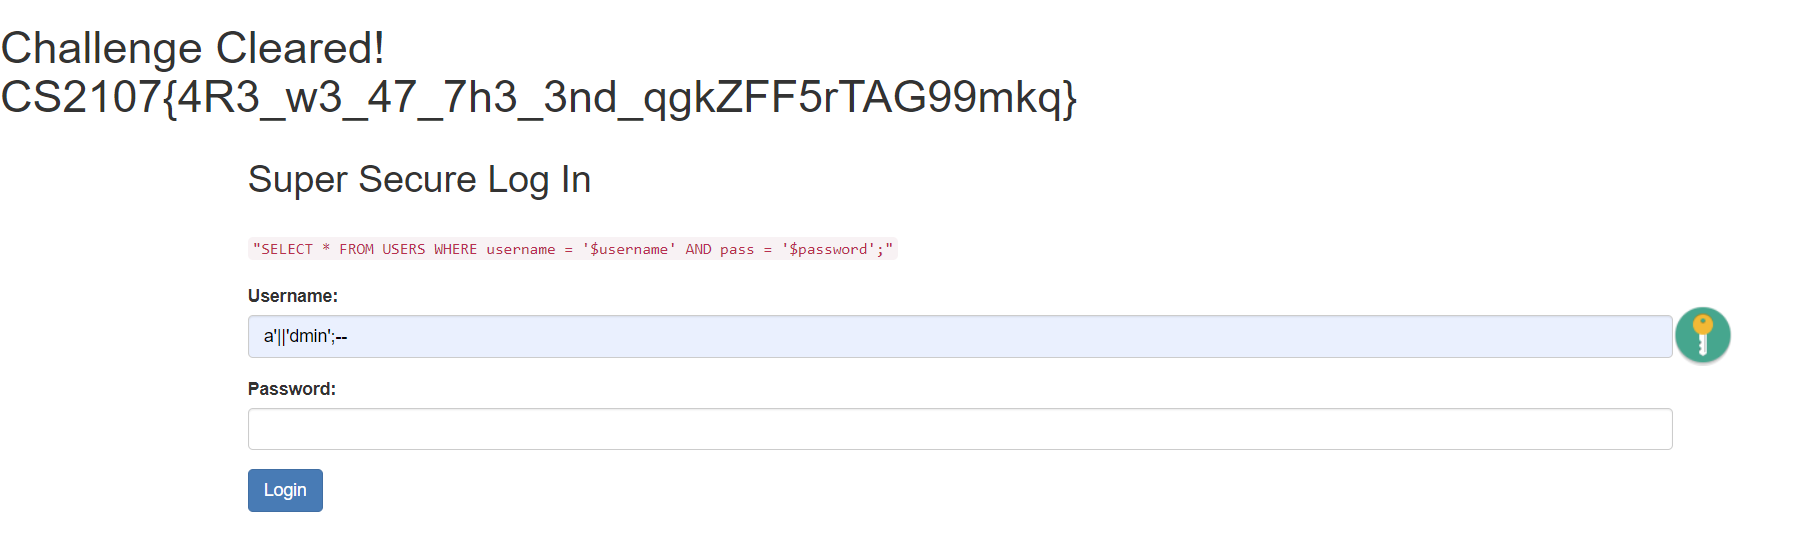 Challenge Cleared!
CS2107{4R3_w3_47_7h3_3nd_qgkZFF5rTAG99mkq}
Super Secure Log In
"SELECT * FROM USERS WHERE username = '$username' AND pass = '$password';"
Username:
a'||'dmin';--
Password:
Login